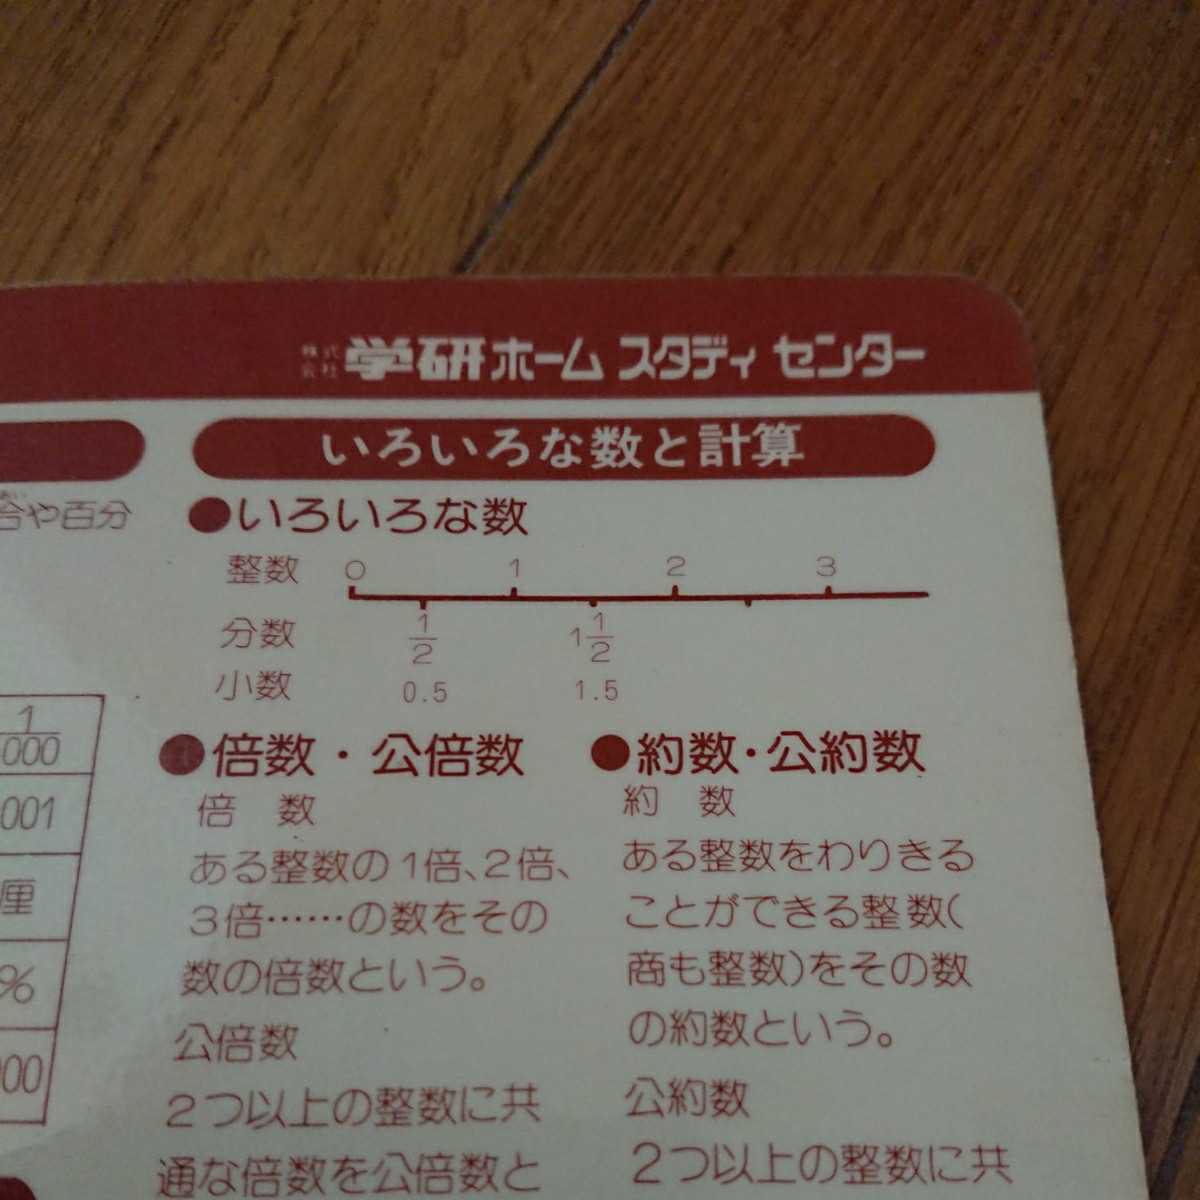 株式会社 学研ホーム スタディ センター
合や百分
1
000
001
厘
%
00
いろいろな数と計算
●いろいろな数
整数 0 1 2 3
分数 1/2 1 1/2
小数 0.5 1.5
●倍数・公倍数
倍 数
ある整数の1倍、2倍、
3倍……の数をその
数の倍数という。
公倍数
2つ以上の整数に共
通な倍数を公倍数と
●約数・公約数
約 数
ある整数をわりきる
ことができる整数(
商も整数)をその数
の約数という。
公約数
2つ以上の整数に共